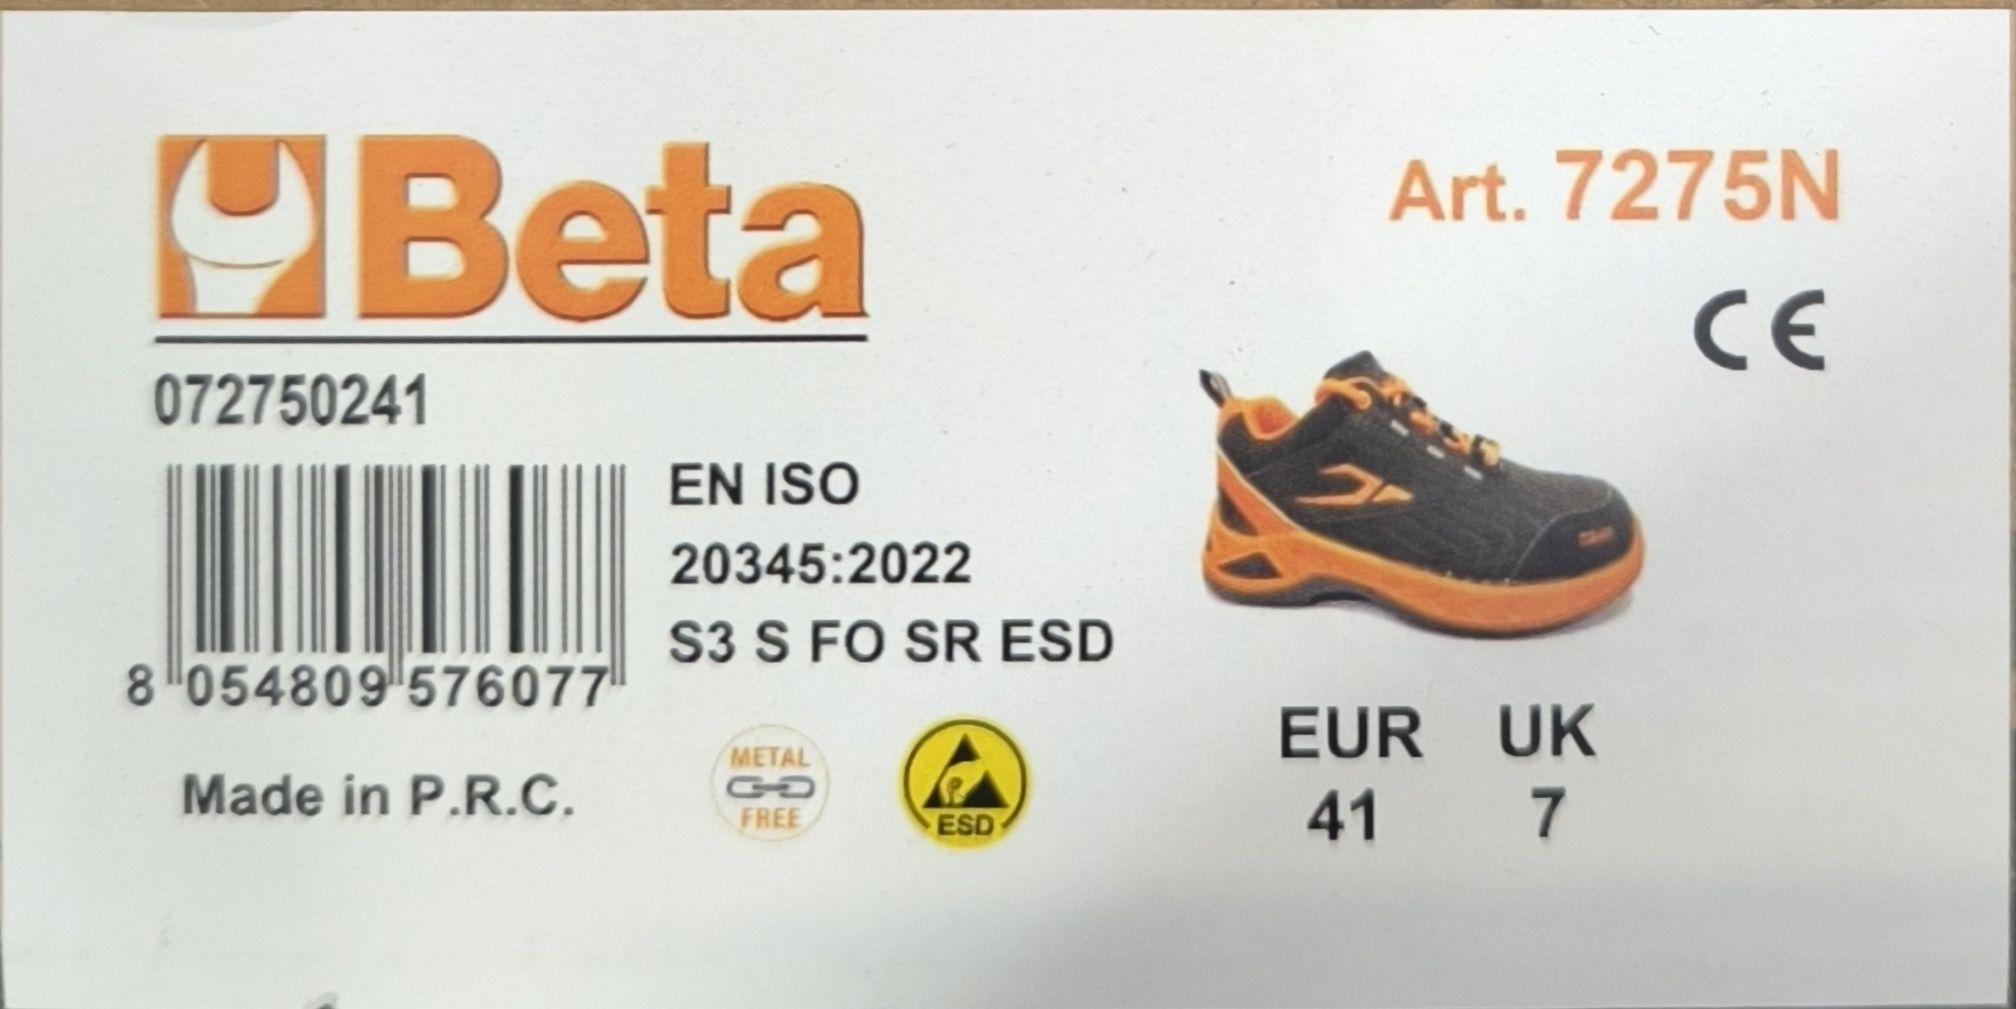 Beta
Art. 7275N
CE
072750241
EN ISO
20345:2022
S3 S FO SR ESD
8 054809 576077
Made in P.R.C.
METAL
FREE
ESD
EUR UK
41 7